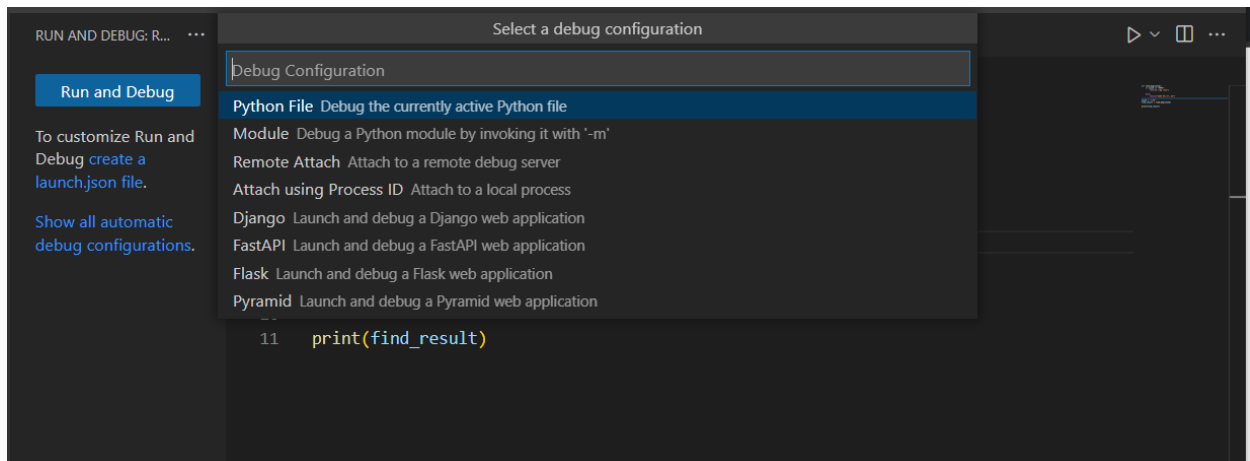 RUN AND DEBUG: R... ···
Run and Debug
To customize Run and
Debug create a
launch.json file.
Show all automatic
debug configurations.
Select a debug configuration
Debug Configuration
Python File Debug the currently active Python file
Module Debug a Python module by invoking it with '-m'
Remote Attach Attach to a remote debug server
Attach using Process ID Attach to a local process
Django Launch and debug a Django web application
FastAPI Launch and debug a FastAPI web application
Flask Launch and debug a Flask web application
Pyramid Launch and debug a Pyramid web application
11 print(find_result)